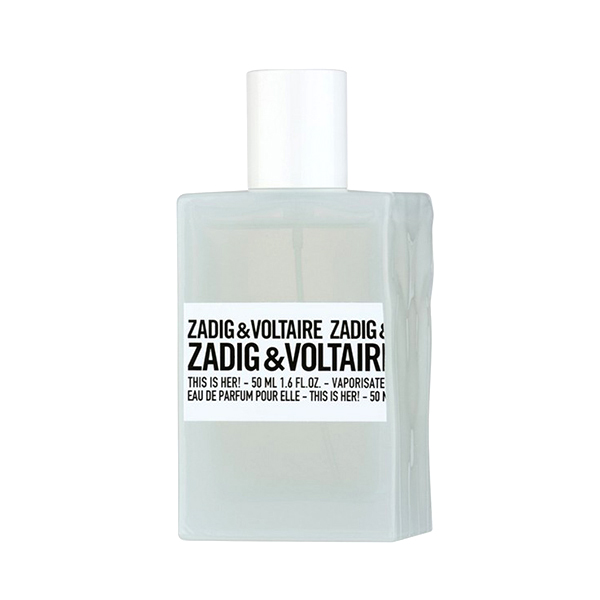 ZADIG&VOLTAIRE ZADIG &
ZADIG&VOLTAIRE
THIS IS HER! – 50 ML 1.6 FL.OZ. – VAPORISATE
EAU DE PARFUM POUR ELLE – THIS IS HER! – 50 M